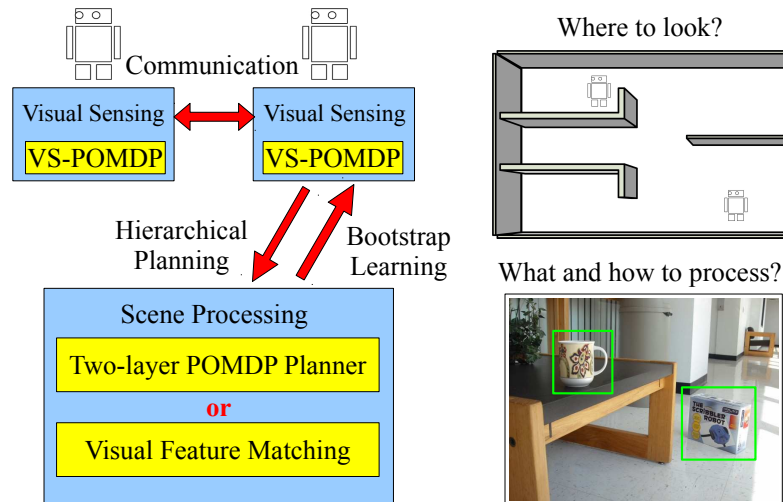 Communication
Visual Sensing
VS-POMDP
Visual Sensing
VS-POMDP
Hierarchical
Planning
Bootstrap
Learning
Scene Processing
Two-layer POMDP Planner
or
Visual Feature Matching
Where to look?
What and how to process?
THE
SCRIBBLER
ROBOT